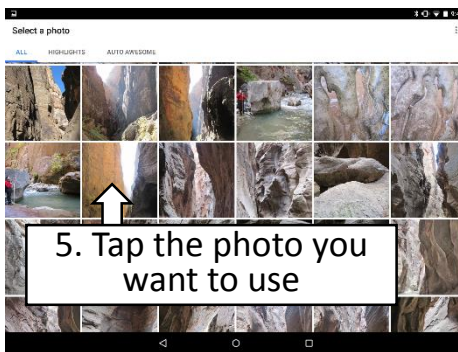 Select a photo
ALL HIGHLIGHTS AUTO AWESOME
5. Tap the photo you
want to use